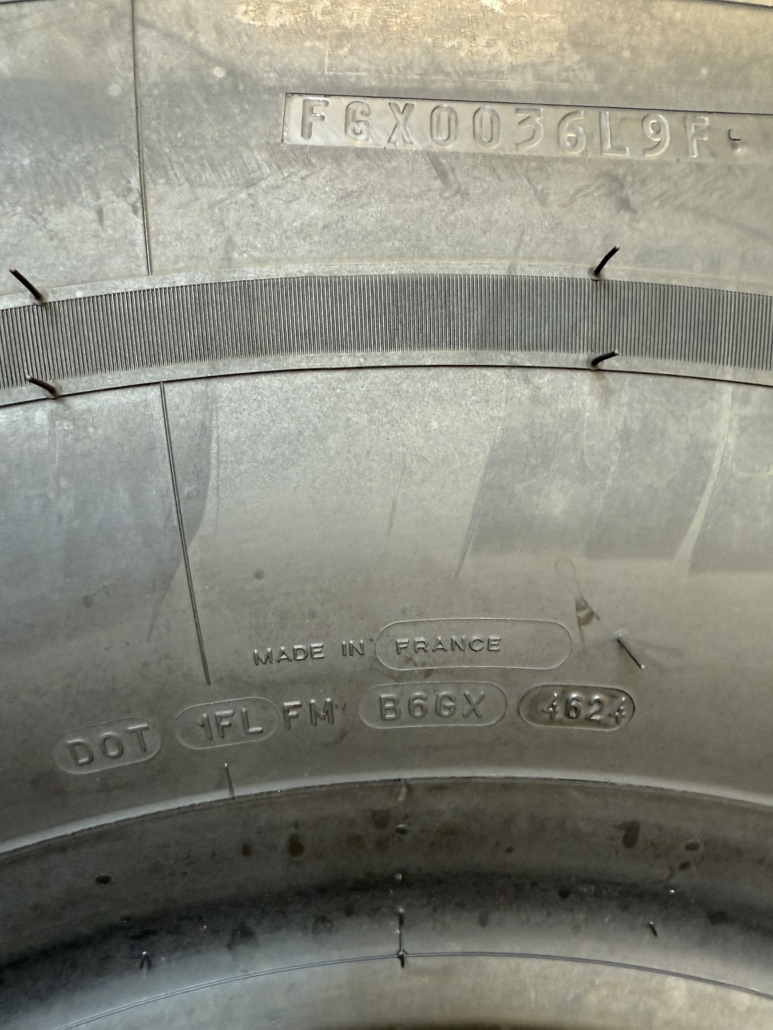 FGX0036L9F
MADE IN FRANCE
DOT 1FL FM B6GX 4624